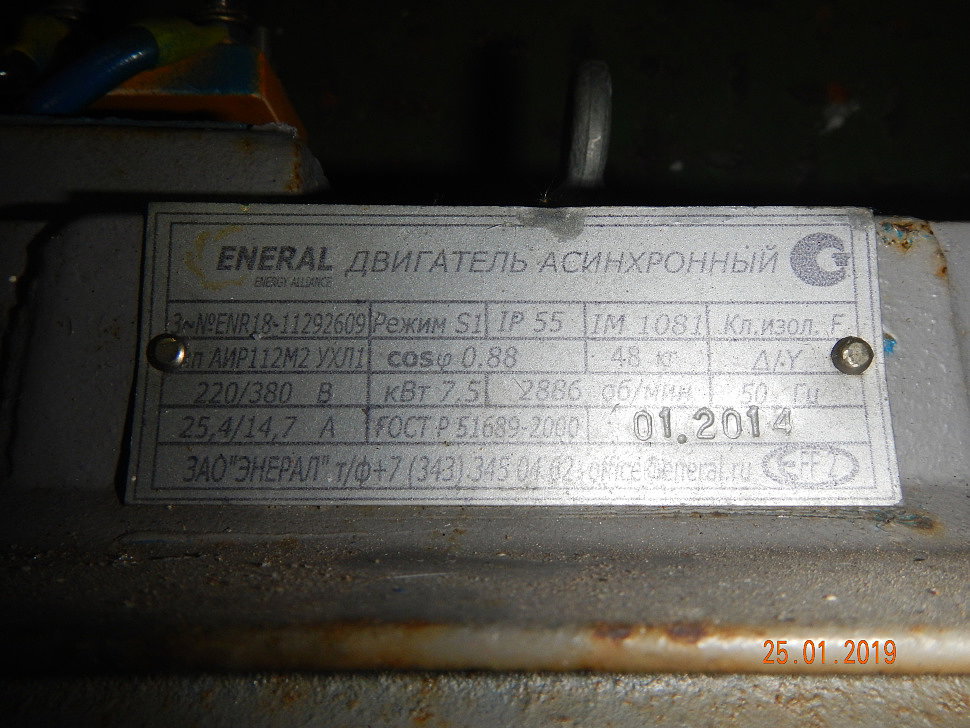 ENERAL ДВИГАТЕЛЬ АСИНХРОННЫЙ
ENERGY ALLIANCE
3~№ENR18-11292609 Режим S1 IP 55 IM 1081 Кл.изол. F
АИР112М2 УХЛ1 cosφ 0.88 48 кг Δ/Y
220/380 В кВт 7.5 2886 об/мин 50 Гц
25,4/14,7 А ГОСТ Р 51689-2000 01.2014
ЗАО"ЭНЕРАЛ" т/ф+7 (343) 345 04 62 office@eneral.ru
25.01.2019